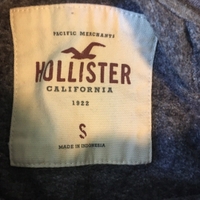 PACIFIC MERCHANTS
HOLLISTER
CALIFORNIA
1922
S
MADE IN INDONESIA